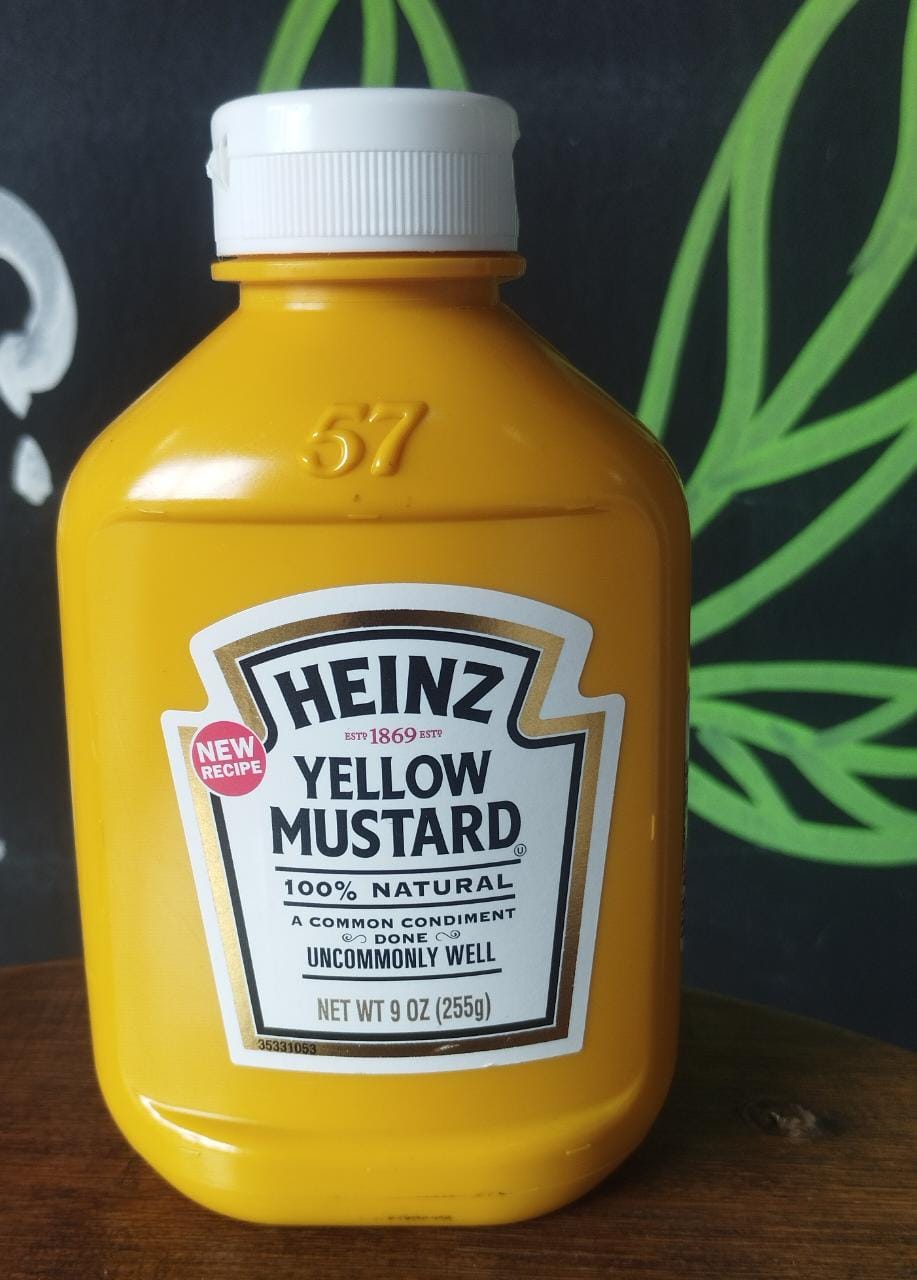 57
HEINZ
ESTD 1869 ESTD
NEW
RECIPE
YELLOW
MUSTARD
U
100% NATURAL
A COMMON CONDIMENT
DONE
UNCOMMONLY WELL
NET WT 9 OZ (255g)
35331053